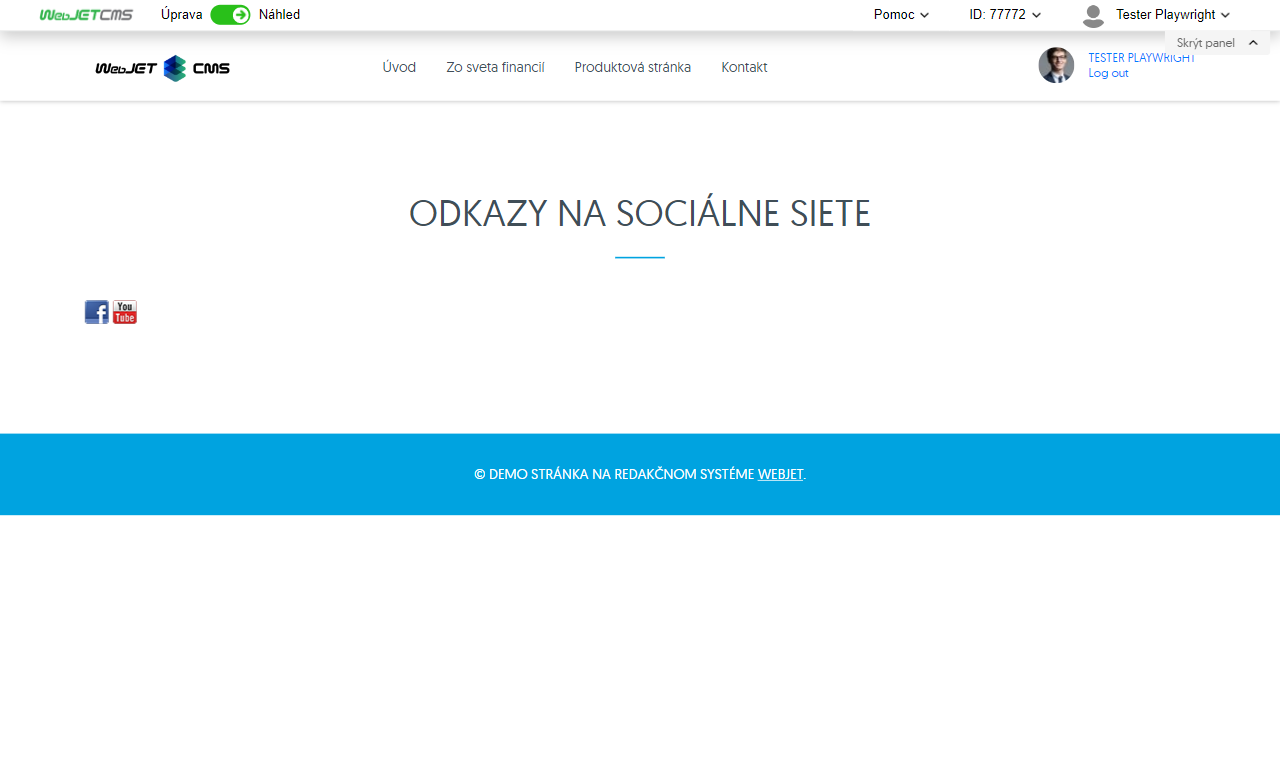 WebJETCMS Úprava Náhled Pomoc ID: 77772 Tester Playwright
Skrýt panel
WebJET CMS Úvod Zo sveta financií Produktová stránka Kontakt TESTER PLAYWRIGHT
Log out
ODKAZY NA SOCIÁLNE SIETE
f You Tube
© DEMO STRÁNKA NA REDAKČNOM SYSTÉME WEBJET.